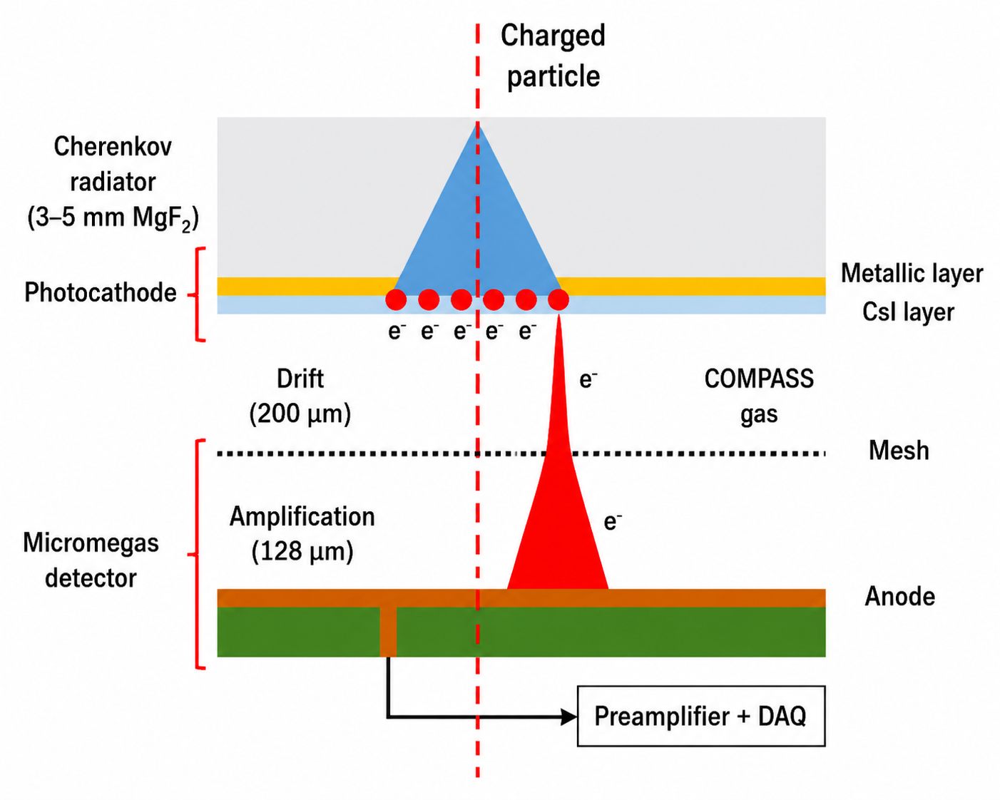 Charged
particle
Cherenkov
radiator
(3–5 mm MgF₂)
Photocathode
Metallic layer
CsI layer
e⁻ e⁻ e⁻ e⁻ e⁻
Drift
(200 μm)
e⁻
COMPASS
gas
Mesh
Amplification
(128 μm)
e⁻
Micromegas
detector
Anode
Preamplifier + DAQ